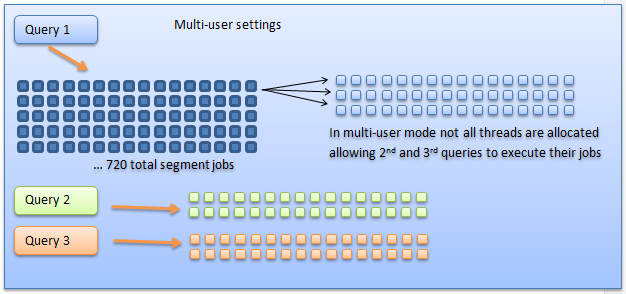 Query 1
Multi-user settings
In multi-user mode not all threads are allocated
allowing 2nd and 3rd queries to execute their jobs
... 720 total segment jobs
Query 2
Query 3